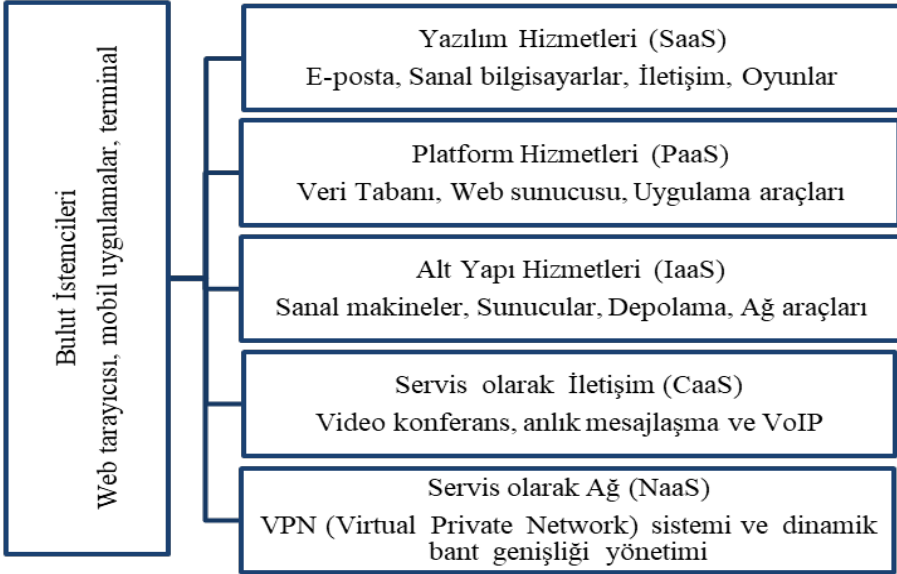 Bulut İstemcileri
Web tarayıcısı, mobil uygulamalar, terminal
Yazılım Hizmetleri (SaaS)
E-posta, Sanal bilgisayarlar, İletişim, Oyunlar
Platform Hizmetleri (PaaS)
Veri Tabanı, Web sunucusu, Uygulama araçları
Alt Yapı Hizmetleri (IaaS)
Sanal makineler, Sunucular, Depolama, Ağ araçları
Servis olarak İletişim (CaaS)
Video konferans, anlık mesajlaşma ve VoIP
Servis olarak Ağ (NaaS)
VPN (Virtual Private Network) sistemi ve dinamik
bant genişliği yönetimi